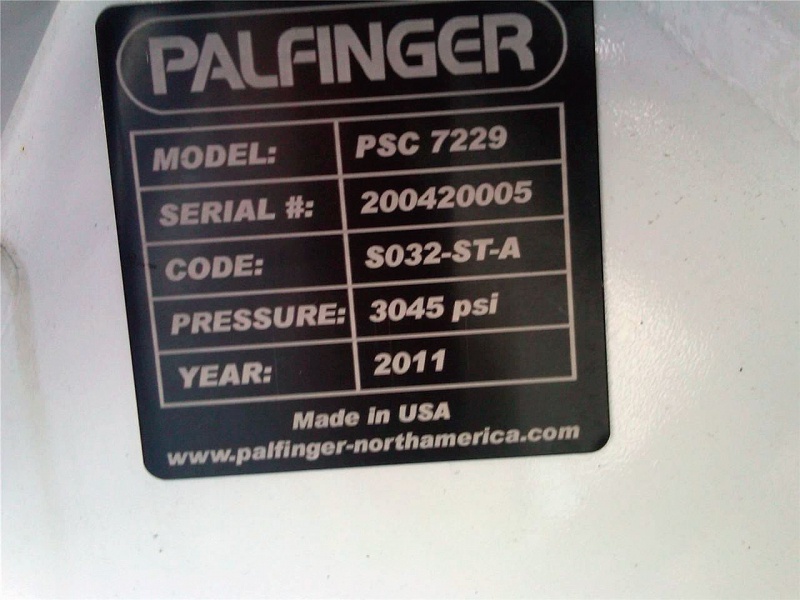 PALFINGER
MODEL: PSC 7229
SERIAL #: 200420005
CODE: S032-ST-A
PRESSURE: 3045 psi
YEAR: 2011
Made in USA
www.palfinger-northamerica.com